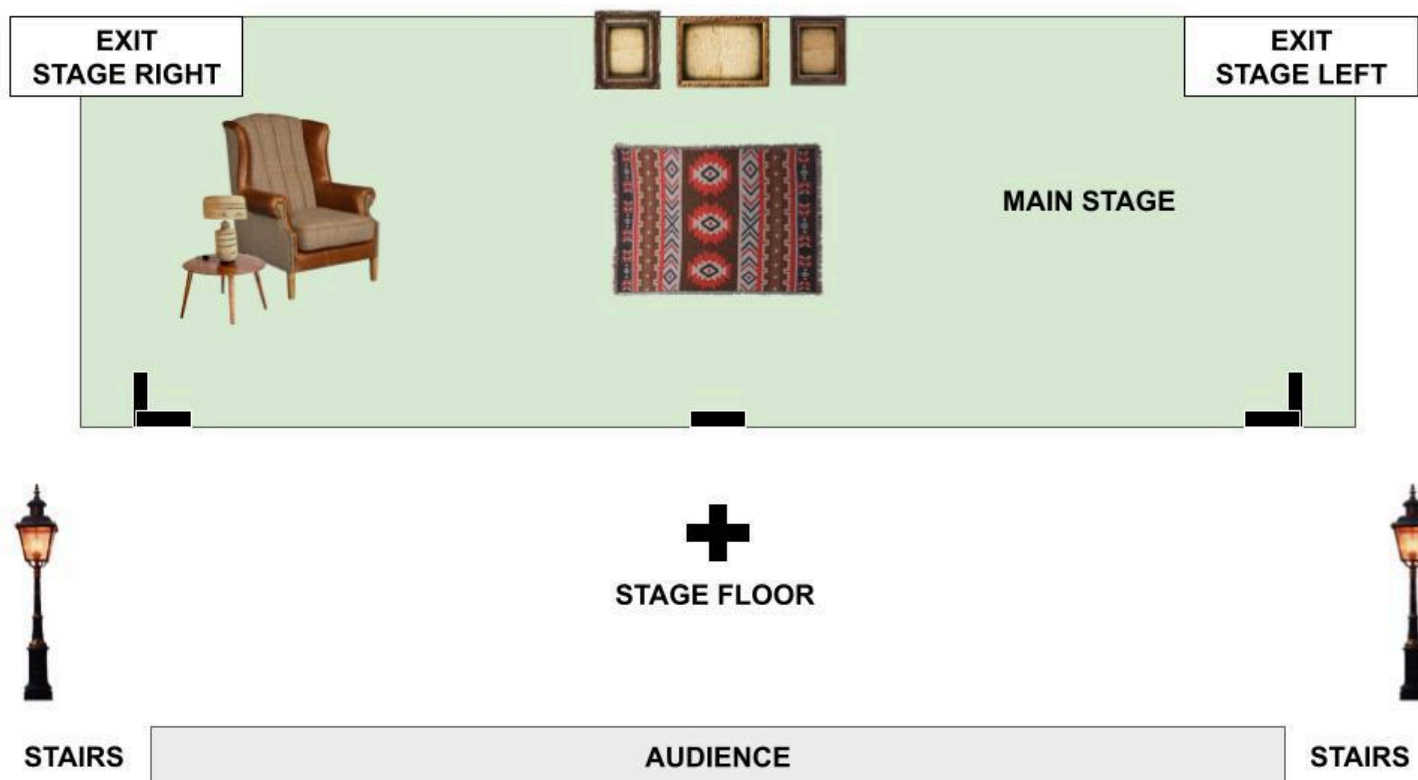 EXIT
STAGE RIGHT
EXIT
STAGE LEFT
MAIN STAGE
STAGE FLOOR
STAIRS
AUDIENCE
STAIRS